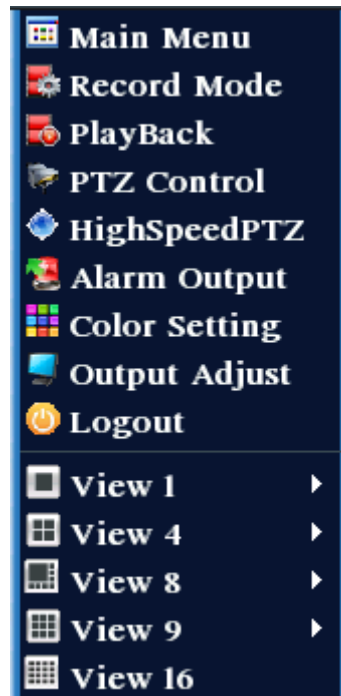 Main Menu
Record Mode
PlayBack
PTZ Control
HighSpeedPTZ
Alarm Output
Color Setting
Output Adjust
Logout
View 1
View 4
View 8
View 9
View 16